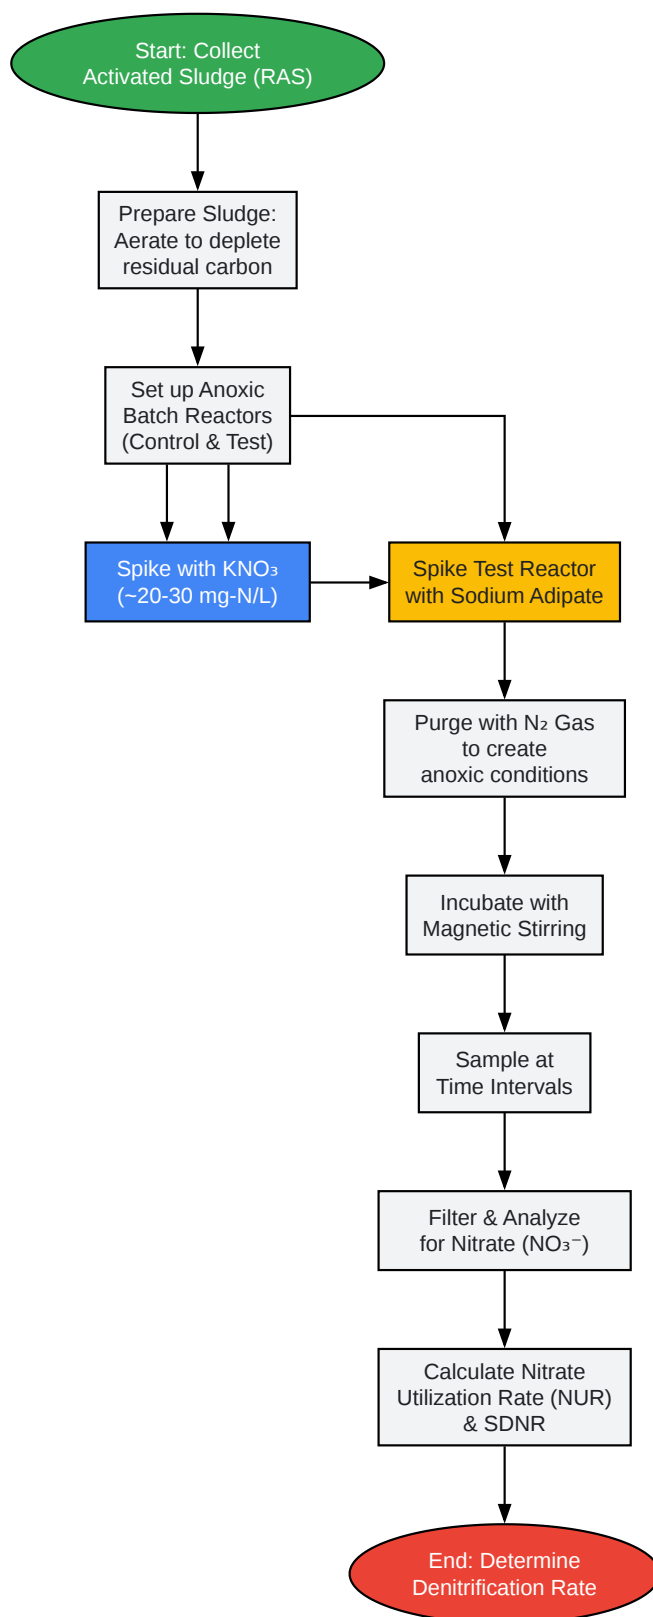 Start: Collect
Activated Sludge (RAS)
Prepare Sludge:
Aerate to deplete
residual carbon
Set up Anoxic
Batch Reactors
(Control & Test)
Spike with KNO₃
(~20-30 mg-N/L)
Spike Test Reactor
with Sodium Adipate
Purge with N₂ Gas
to create
anoxic conditions
Incubate with
Magnetic Stirring
Sample at
Time Intervals
Filter & Analyze
for Nitrate (NO₃⁻)
Calculate Nitrate
Utilization Rate (NUR)
& SDNR
End: Determine
Denitrification Rate